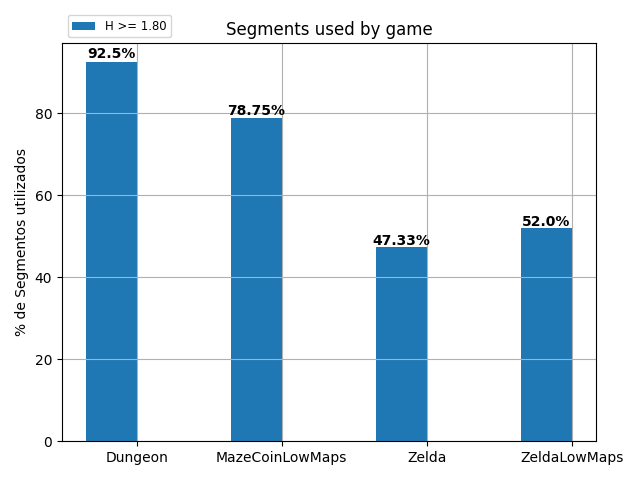 H >= 1.80
Segments used by game
% de Segmentos utilizados
92.5%
78.75%
47.33%
52.0%
80
60
40
20
0
Dungeon
MazeCoinLowMaps
Zelda
ZeldaLowMaps